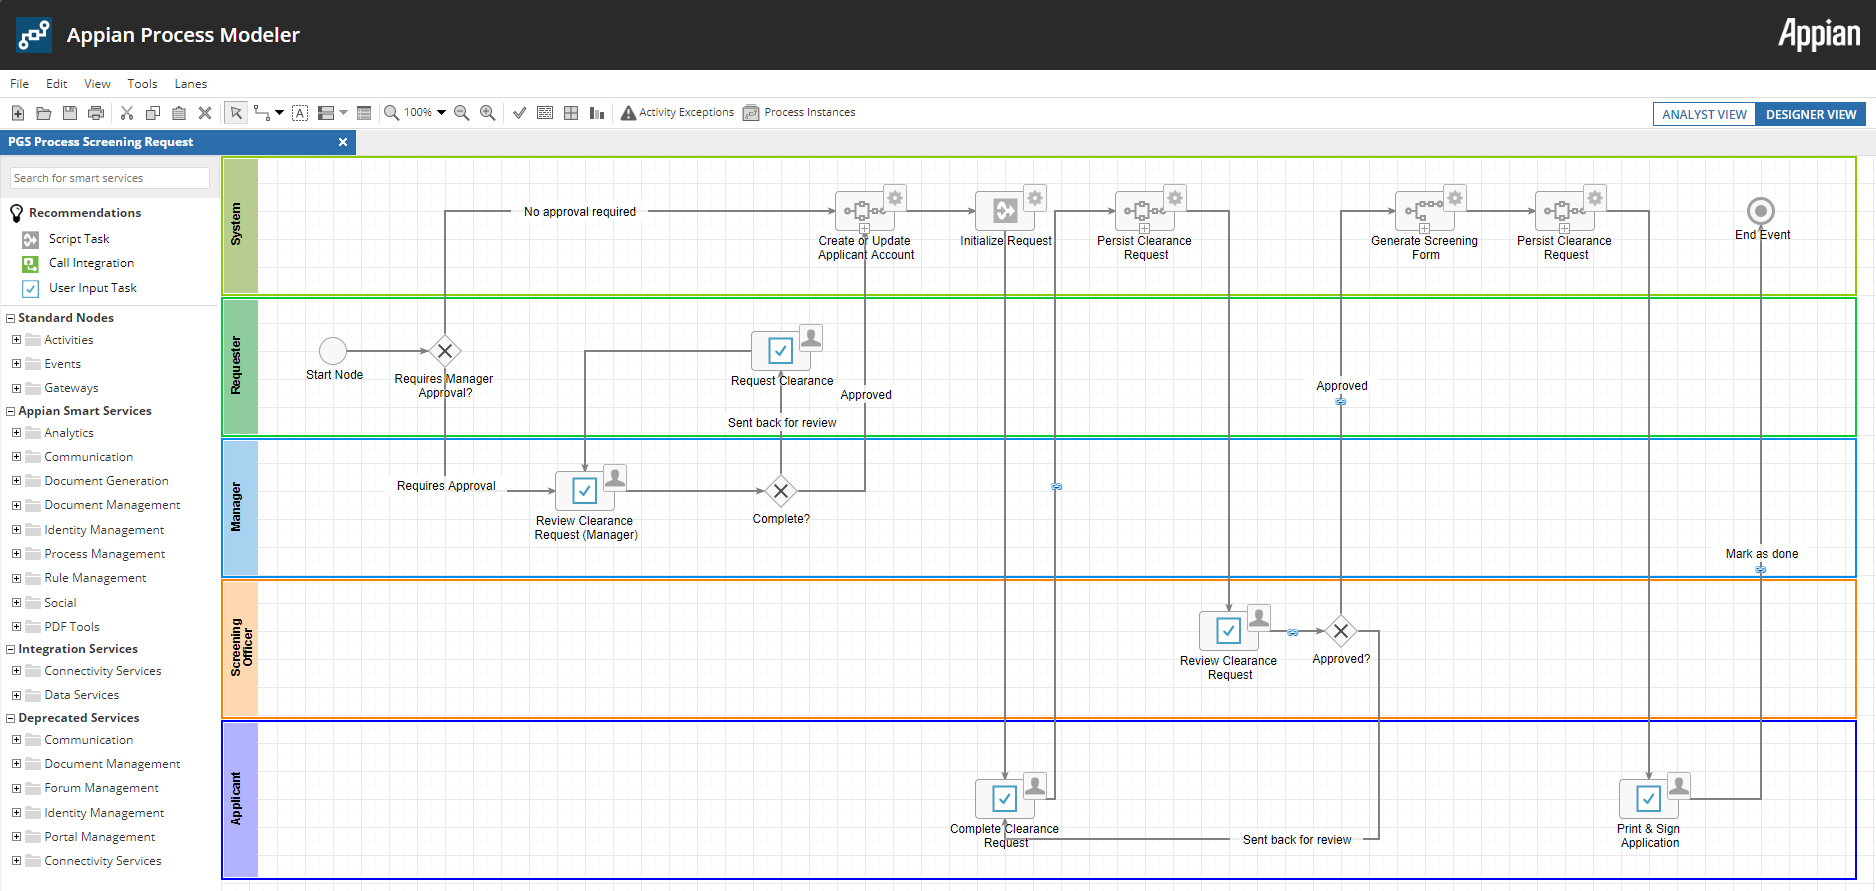 Appian Process Modeler
Appian
File Edit View Tools Lanes
A 100% Activity Exceptions Process Instances
ANALYST VIEW DESIGNER VIEW
PGS Process Screening Request
Search for smart services
Recommendations
Script Task
Call Integration
User Input Task
Standard Nodes
Activities
Events
Gateways
Appian Smart Services
Analytics
Communication
Document Generation
Document Management
Identity Management
Process Management
Rule Management
Social
PDF Tools
Integration Services
Connectivity Services
Data Services
Deprecated Services
Communication
Document Management
Forum Management
Identity Management
Portal Management
Connectivity Services
System
No approval required
Create or Update
Applicant Account
Initialize Request
Persist Clearance
Request
Generate Screening
Form
Persist Clearance
Request
End Event
Requester
Start Node
Requires Manager
Approval?
Request Clearance
Approved
Sent back for review
Approved
Manager
Requires Approval
Review Clearance
Request (Manager)
Complete?
Mark as done
Screening
Officer
Review Clearance
Request
Approved?
Applicant
Complete Clearance
Request
Sent back for review
Print & Sign
Application